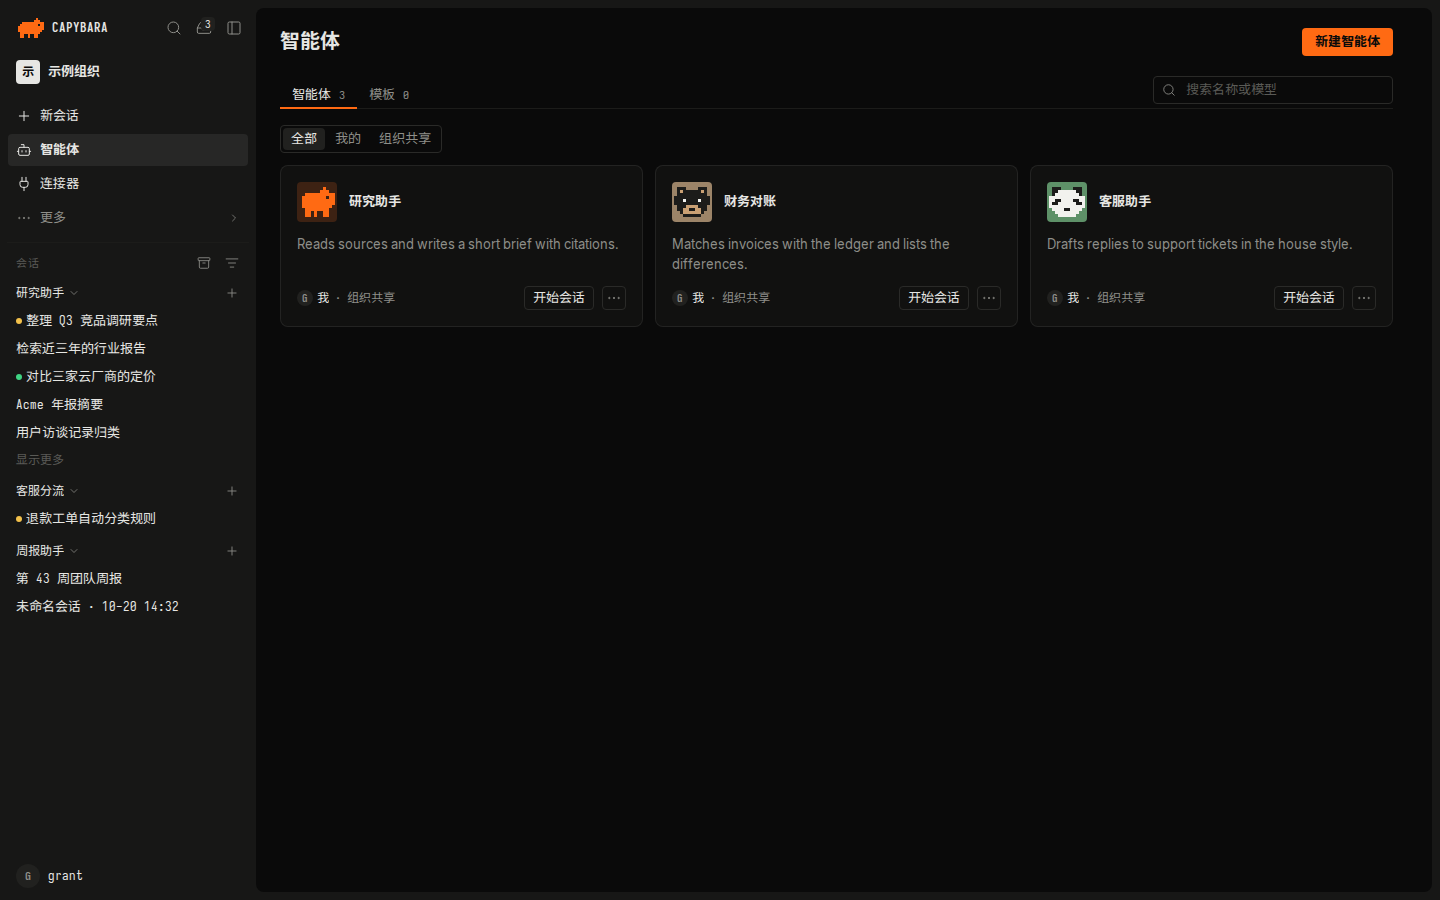 CAPYBARA
3
示 示例组织
新会话
智能体
连接器
更多
会话
研究助手
整理 Q3 竞品调研要点
检索近三年的行业报告
对比三家云厂商的定价
Acme 年报摘要
用户访谈记录归类
显示更多
客服分流
退款工单自动分类规则
周报助手
第 43 周团队周报
未命名会话 · 10-20 14:32
G grant
智能体
新建智能体
智能体 3 模板 0
搜索名称或模型
全部 我的 组织共享
研究助手
Reads sources and writes a short brief with citations.
G 我 · 组织共享 开始会话
财务对账
Matches invoices with the ledger and lists the
differences.
G 我 · 组织共享 开始会话
客服助手
Drafts replies to support tickets in the house style.
G 我 · 组织共享 开始会话